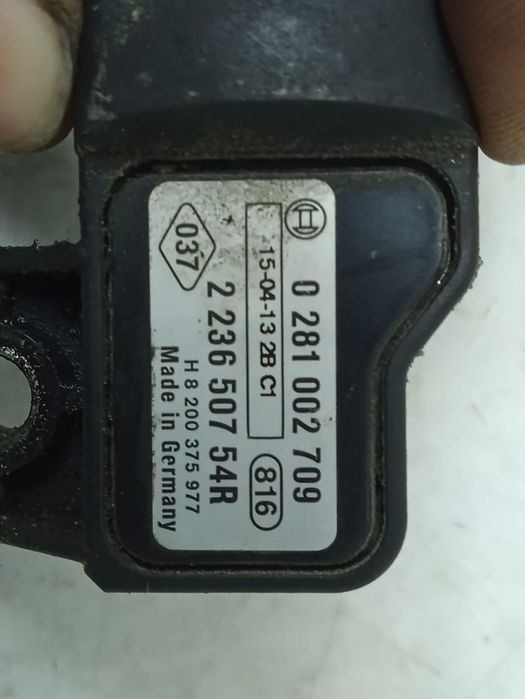 0 281 002 709
15-04-13 2B C1
816
037
2 236 507 54R
H 8 200 375 977
Made in Germany